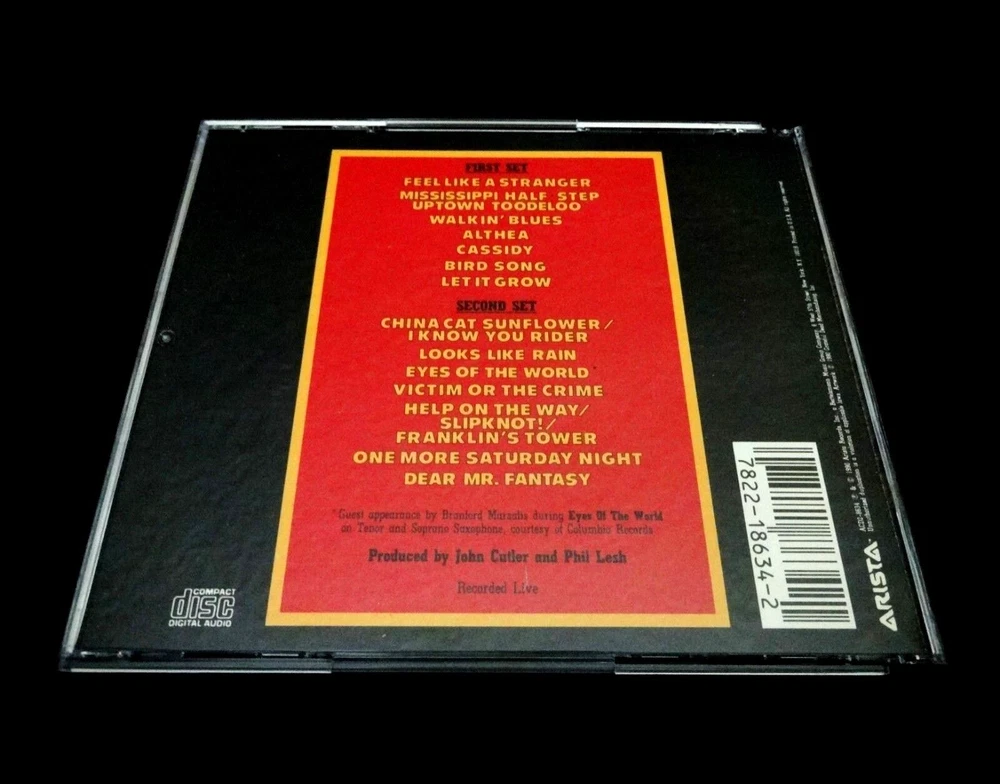 FIRST SET
FEEL LIKE A STRANGER
MISSISSIPPI HALF STEP
UPTOWN TOODELOO
WALKIN' BLUES
ALTHEA
CASSIDY
BIRD SONG
LET IT GROW
SECOND SET
CHINA CAT SUNFLOWER/
I KNOW YOU RIDER
LOOKS LIKE RAIN
EYES OF THE WORLD
VICTIM OR THE CRIME
HELP ON THE WAY/
SLIPKNOT!/
FRANKLIN'S TOWER
ONE MORE SATURDAY NIGHT
DEAR MR. FANTASY
*Guest appearance by Branford Marsalis during Eyes Of The World
on Tenor and Soprano Saxophone, courtesy of Columbia Records
Produced by John Cutler and Phil Lesh
Recorded Live
COMPACT
disc
DIGITAL AUDIO
7822-18634-2
ARISTA